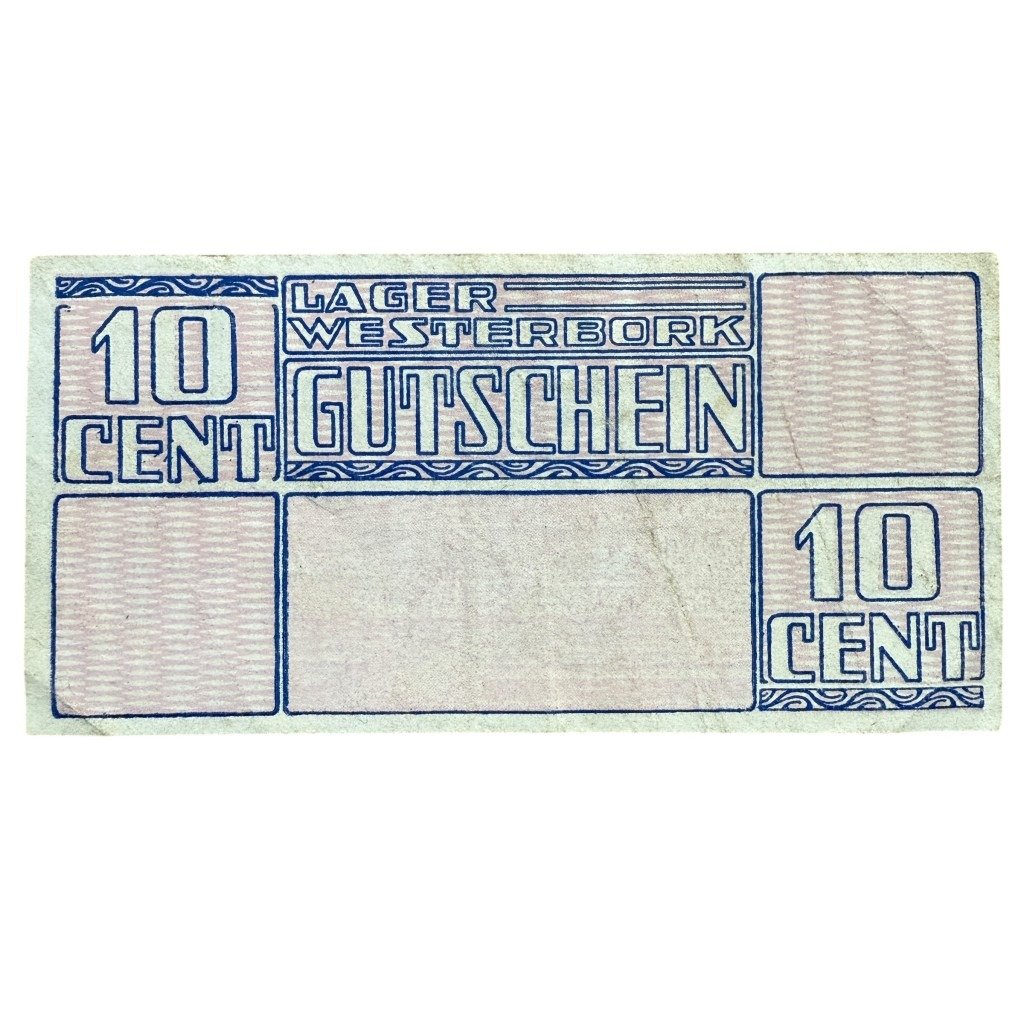 10
CENT
LAGER
WESTERBORK
GUTSCHEIN
10
CENT